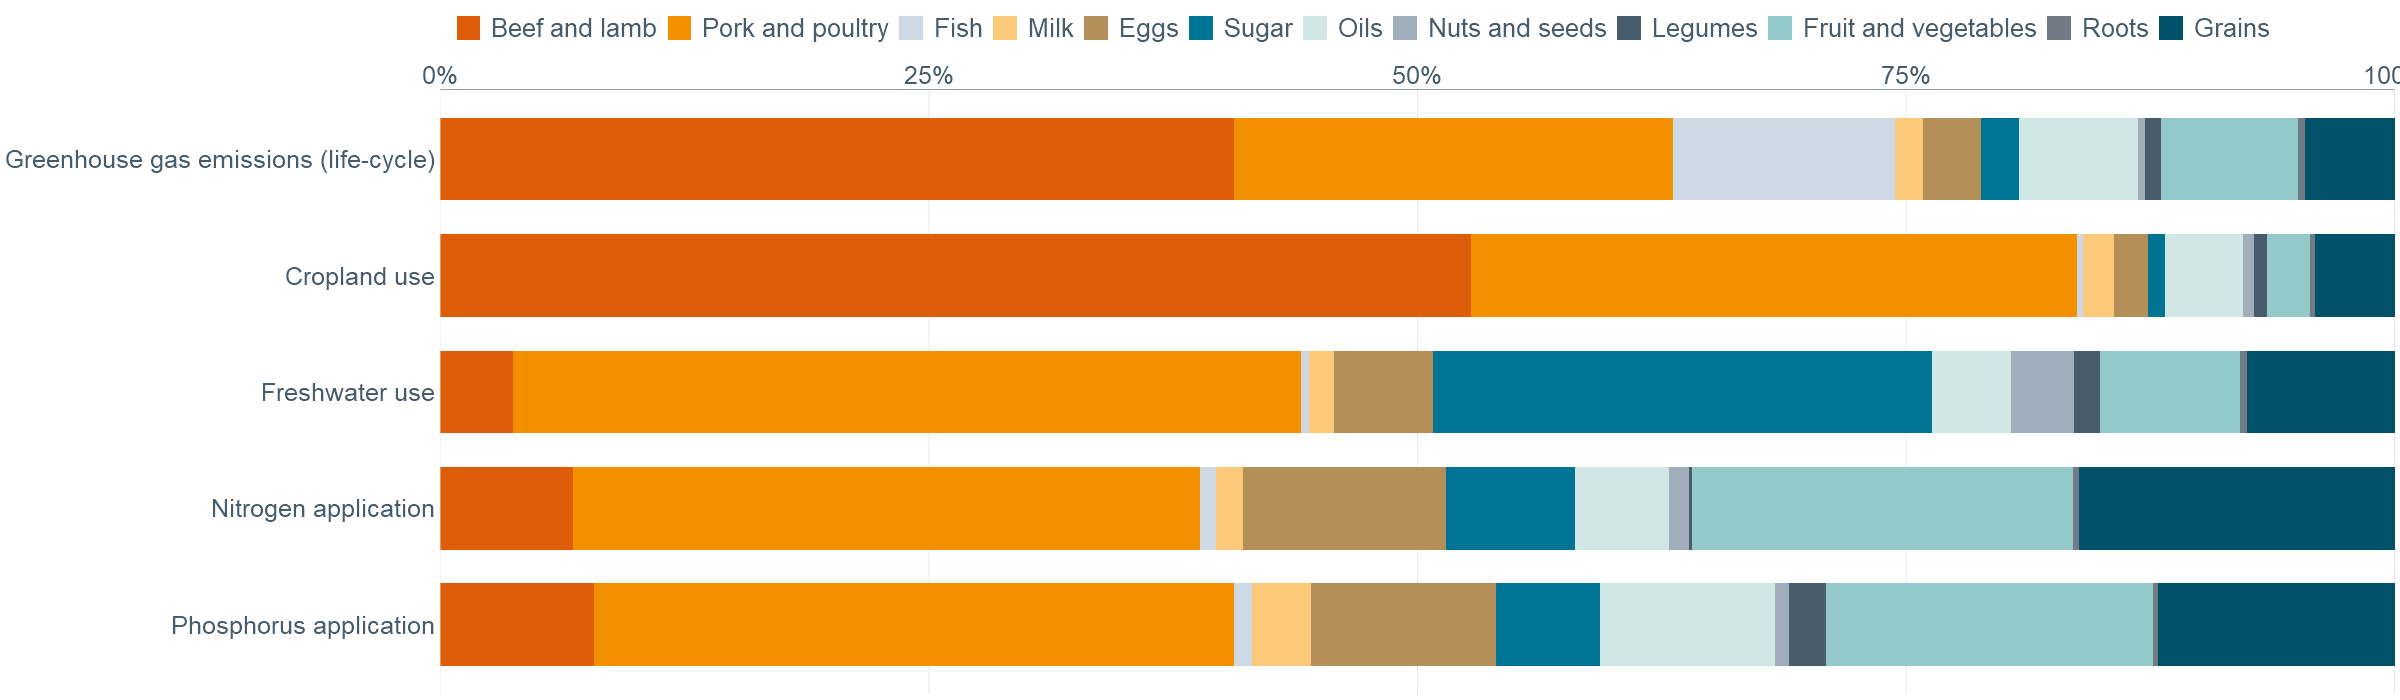 Beef and lamb Pork and poultry Fish Milk Eggs Sugar Oils Nuts and seeds Legumes Fruit and vegetables Roots Grains
0% 25% 50% 75% 100
Greenhouse gas emissions (life-cycle)
Cropland use
Freshwater use
Nitrogen application
Phosphorus application